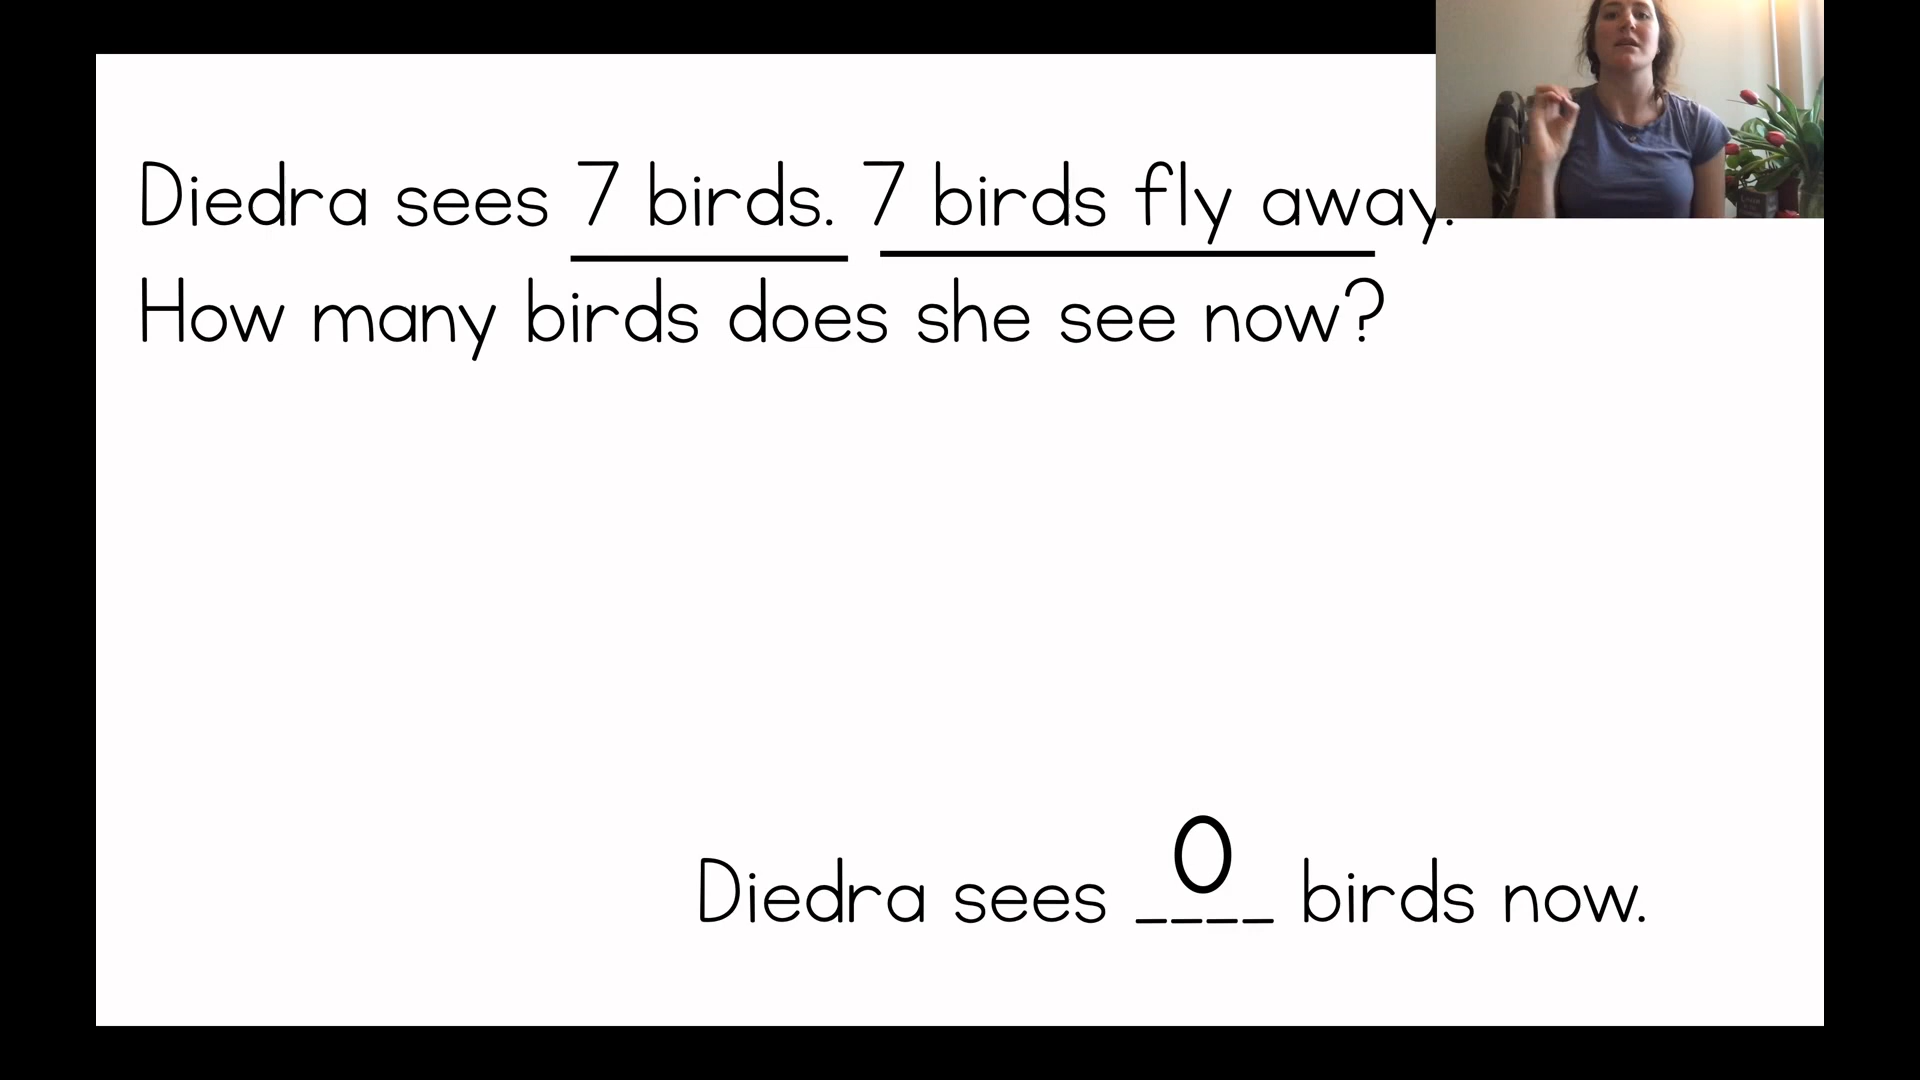 Diedra sees 7 birds. 7 birds fly away.
How many birds does she see now?
Diedra sees 0 birds now.